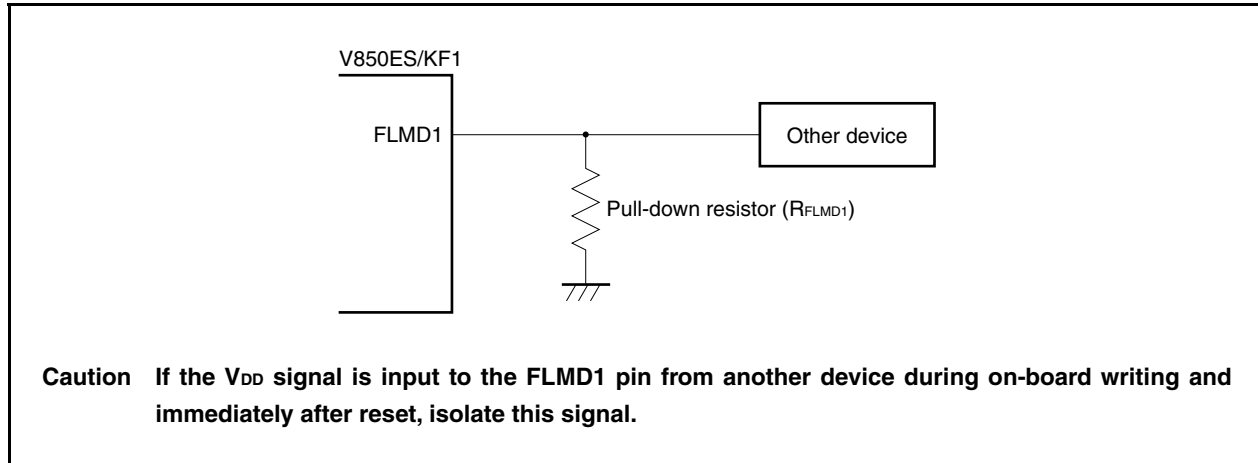 V850ES/KF1
FLMD1
Other device
Pull-down resistor (RFLMD1)
Caution If the VDD signal is input to the FLMD1 pin from another device during on-board writing and
immediately after reset, isolate this signal.